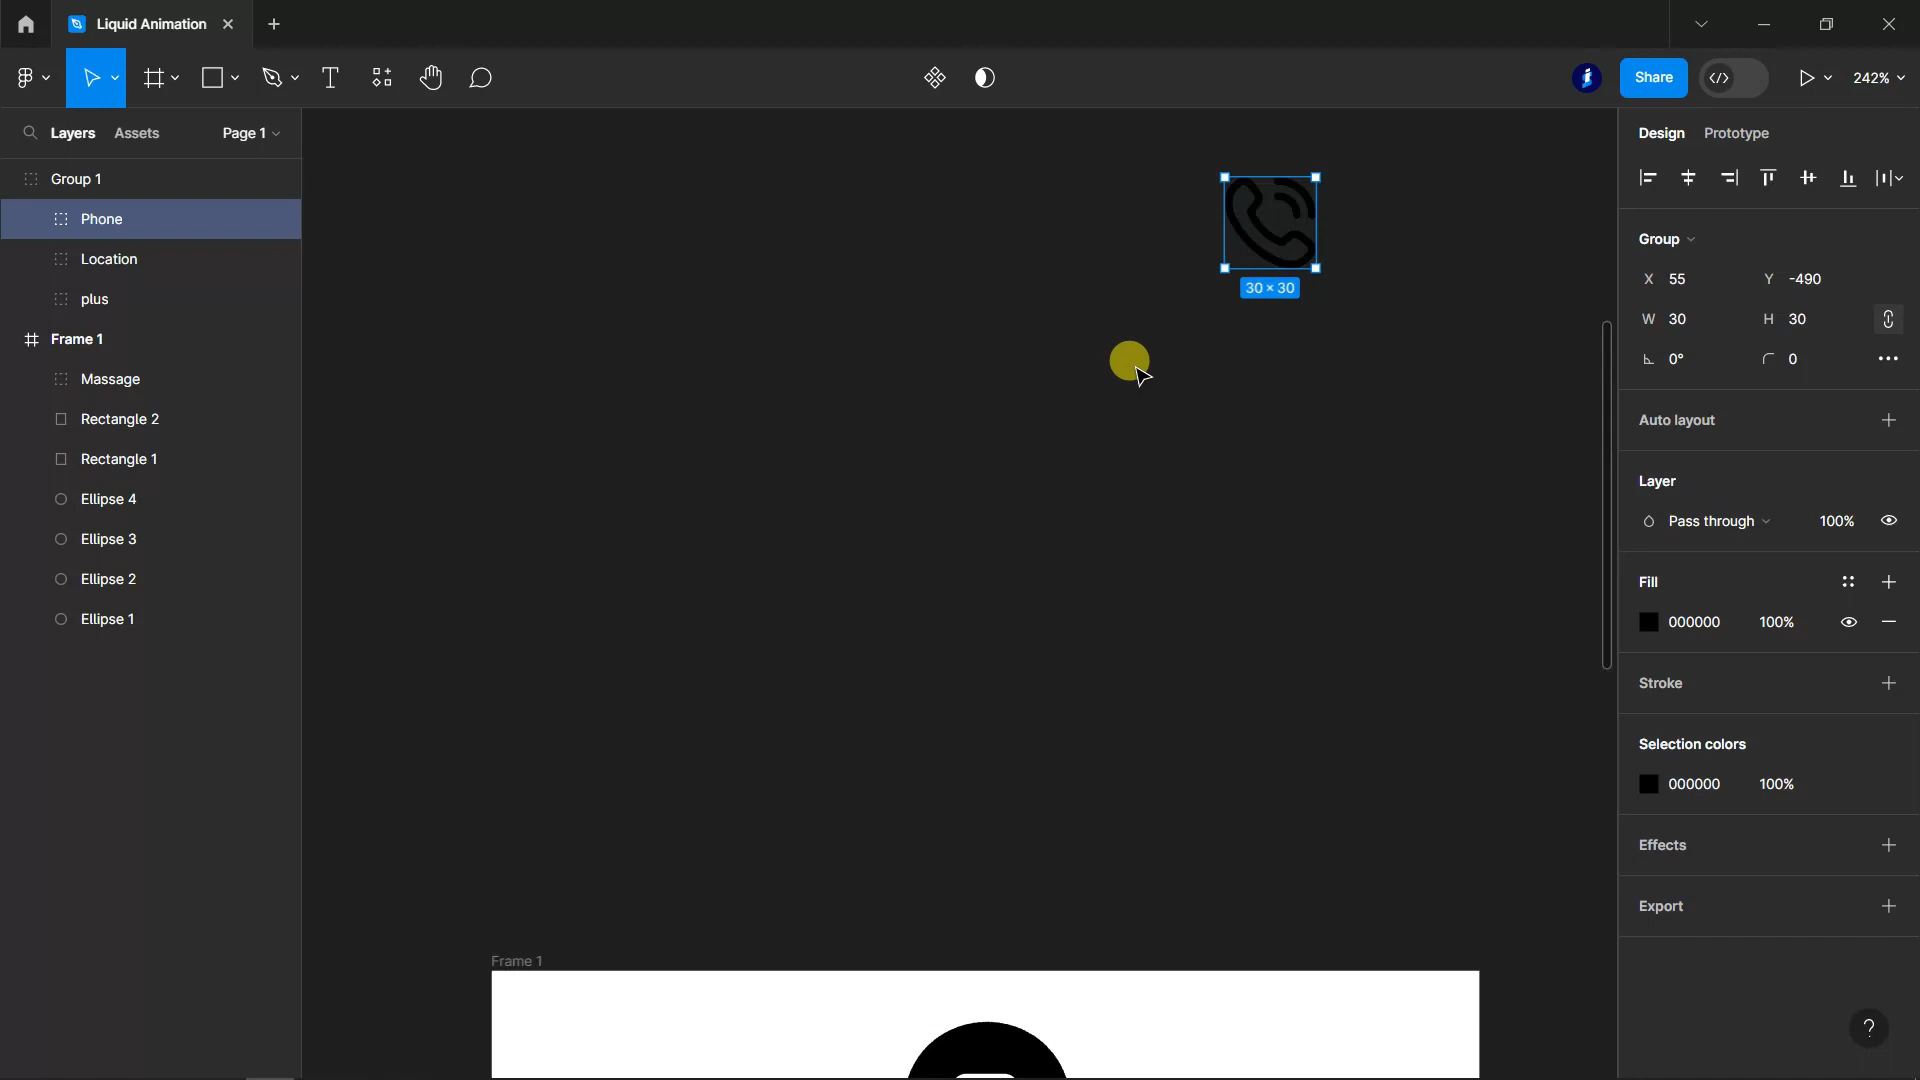 Liquid Animation
Share
242%
Layers
Assets
Page 1
Group 1
Phone
Location
plus
Frame 1
Massage
Rectangle 2
Rectangle 1
Ellipse 4
Ellipse 3
Ellipse 2
Ellipse 1
30 × 30
Frame 1
Design
Prototype
Group
X 55
Y -490
W 30
H 30
0°
0
Auto layout
Layer
Pass through
100%
Fill
000000
100%
Stroke
Selection colors
000000
100%
Effects
Export
?